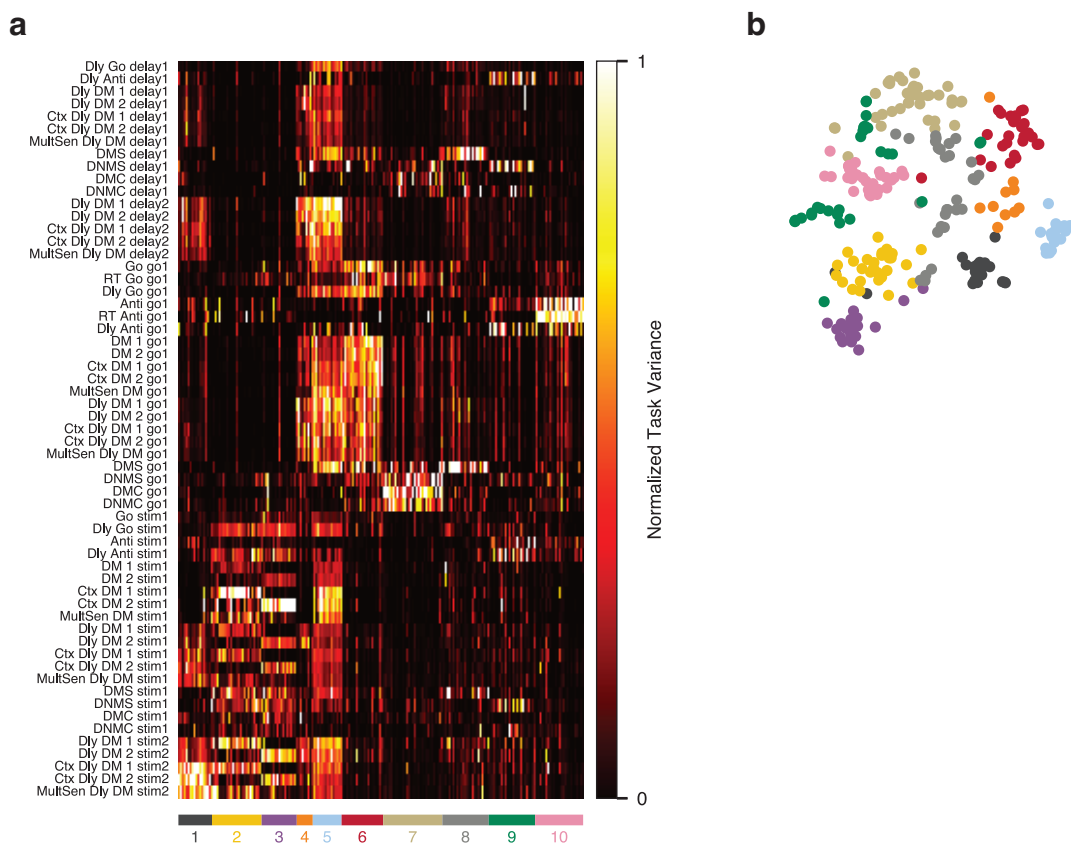 a
b
Dly Go delay1
Dly Anti delay1
Dly DM 1 delay1
Dly DM 2 delay1
Ctx Dly DM 1 delay1
Ctx Dly DM 2 delay1
MultSen Dly DM delay1
DMS delay1
DNMS delay1
DMC delay1
DNMC delay1
Dly DM 1 delay2
Dly DM 2 delay2
Ctx Dly DM 1 delay2
Ctx Dly DM 2 delay2
MultSen Dly DM delay2
Go go1
RT Go go1
Dly Go go1
Anti go1
RT Anti go1
Dly Anti go1
DM 1 go1
DM 2 go1
Ctx DM 1 go1
Ctx DM 2 go1
MultSen DM go1
Dly DM 1 go1
Dly DM 2 go1
Ctx Dly DM 1 go1
Ctx Dly DM 2 go1
MultSen Dly DM go1
DMS go1
DNMS go1
DMC go1
DNMC go1
Go stim1
Dly Go stim1
Anti stim1
Dly Anti stim1
DM 1 stim1
DM 2 stim1
Ctx DM 1 stim1
Ctx DM 2 stim1
MultSen DM stim1
Dly DM 1 stim1
Dly DM 2 stim1
Ctx Dly DM 1 stim1
Ctx Dly DM 2 stim1
MultSen Dly DM stim1
DMS stim1
DNMS stim1
DMC stim1
DNMC stim1
Dly DM 1 stim2
Dly DM 2 stim2
Ctx Dly DM 1 stim2
Ctx Dly DM 2 stim2
MultSen Dly DM stim2
1 2 3 4 5 6 7 8 9 10
1
0
Normalized Task Variance